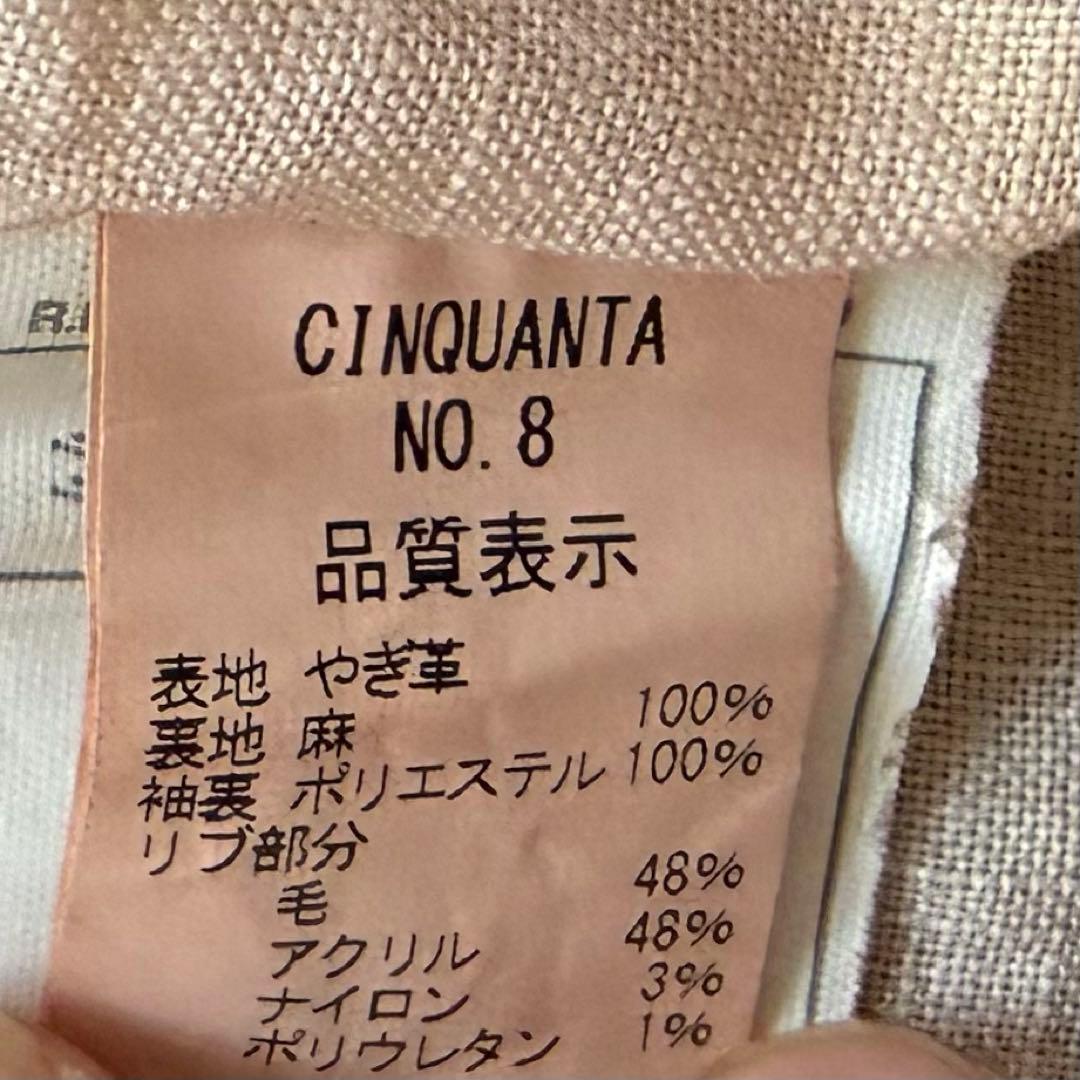 CINQUANTA
NO. 8
品質表示
表地 やぎ革
裏地 麻 100%
袖裏 ポリエステル 100%
リブ部分
毛 48%
アクリル 48%
ナイロン 3%
ポリウレタン 1%